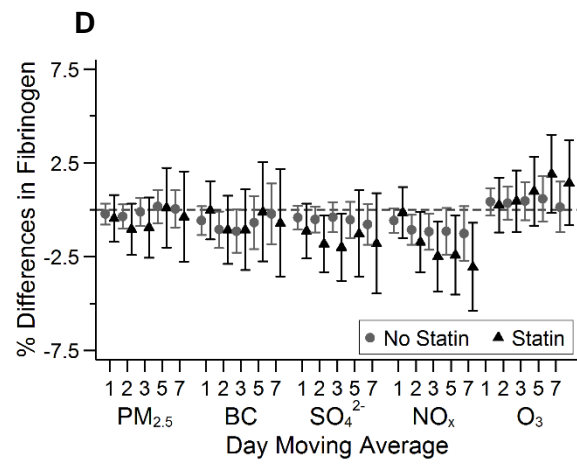 D
% Differences in Fibrinogen
7.5
2.5
-2.5
-7.5
No Statin Statin
1 2 3 5 7 1 2 3 5 7 1 2 3 5 7 1 2 3 5 7 1 2 3 5 7
PM2.5 BC SO₄²⁻ NOₓ O₃
Day Moving Average